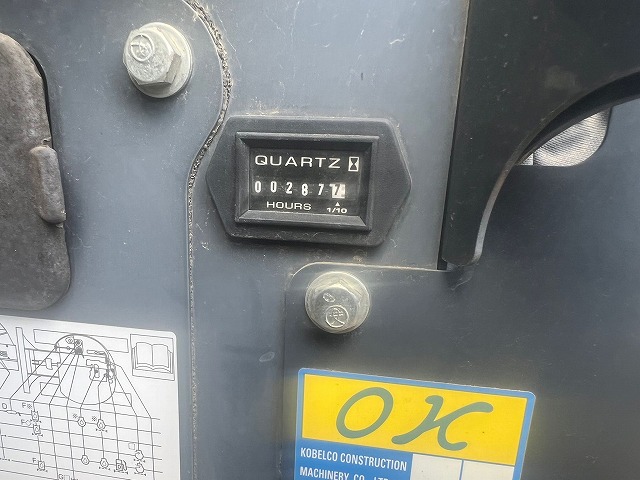 QUARTZ
002877
HOURS 1/10
OK
KOBELCO CONSTRUCTION
MACHINERY CO., LTD.